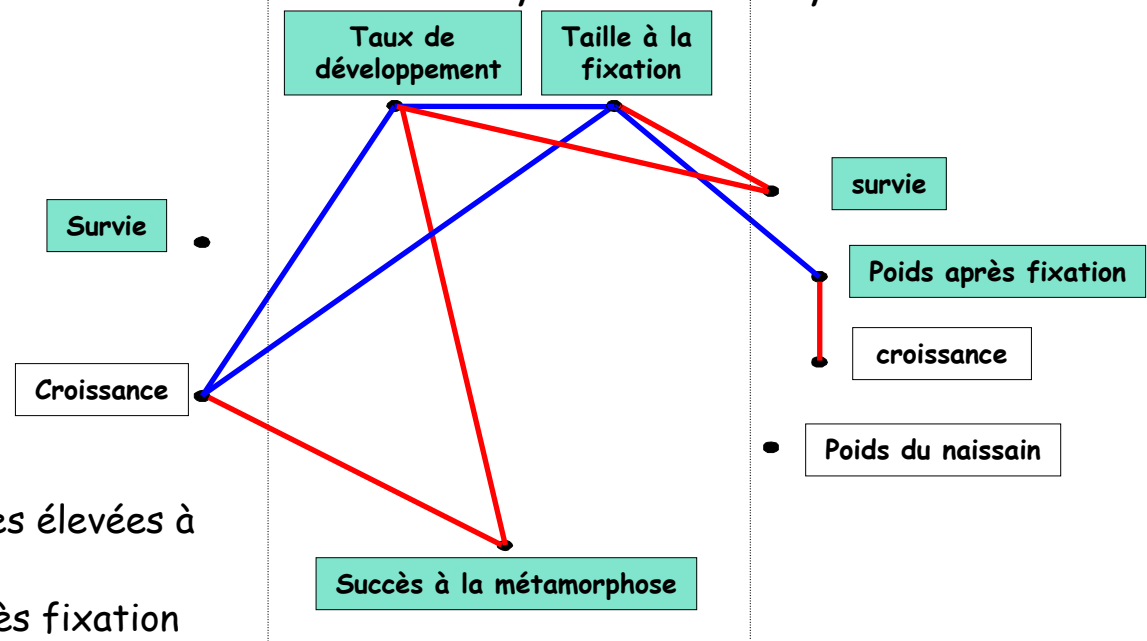 Taux de
développement
Taille à la
fixation
survie
Survie
Poids après fixation
croissance
Croissance
Poids du naissain
es élevées à
Succès à la métamorphose
ès fixation